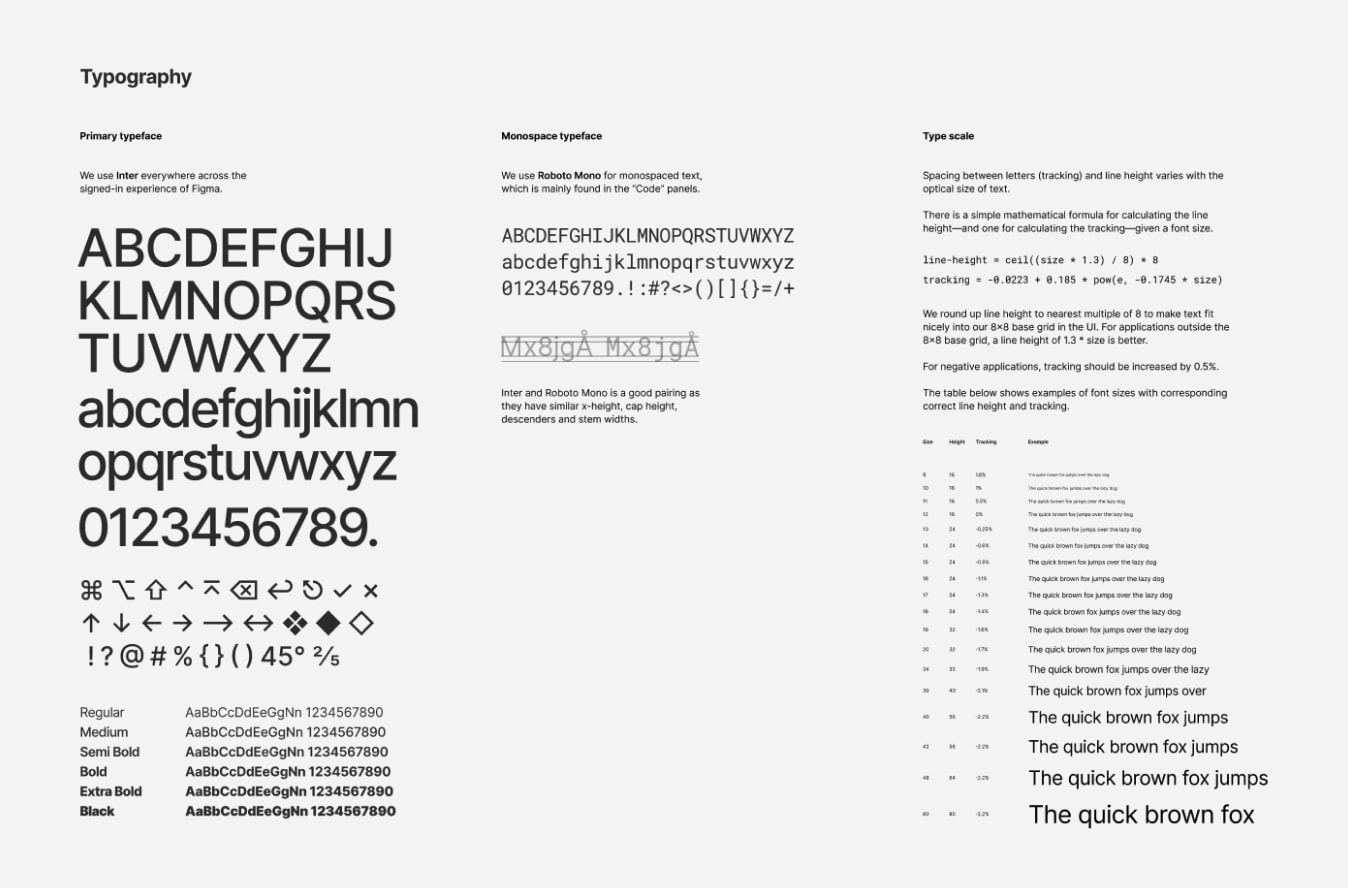 Typography
Primary typeface
We use Inter everywhere across the
signed-in experience of Figma.
ABCDEFGHIJ
KLMNOPQRS
TUVWXYZ
abcdefghijklmn
opqrstuvwxyz
0123456789.
⌘ ⌥ ⇧ ⌃ ⌅ ⌫ ↩ ⎋ ✓ ×
↑ ↓ ← → ⟶ ↔ ❖ ◆ ◇
!? @ # % { } ( ) 45° ²⁄₅
Regular AaBbCcDdEeGgNn 1234567890
Medium AaBbCcDdEeGgNn 1234567890
Semi Bold AaBbCcDdEeGgNn 1234567890
Bold AaBbCcDdEeGgNn 1234567890
Extra Bold AaBbCcDdEeGgNn 1234567890
Black AaBbCcDdEeGgNn 1234567890
Monospace typeface
We use Roboto Mono for monospaced text,
which is mainly found in the “Code” panels.
ABCDEFGHIJKLMNOPQRSTUVWXYZ
abcdefghijklmnopqrstuvwxyz
0123456789.!:#?<>()[]{}=/+
Mx8jgÅ Mx8jgÅ
Inter and Roboto Mono is a good pairing as
they have similar x-height, cap height,
descenders and stem widths.
Type scale
Spacing between letters (tracking) and line height varies with the
optical size of text.
There is a simple mathematical formula for calculating the line
height—and one for calculating the tracking—given a font size.
line-height = ceil((size * 1.3) / 8) * 8
tracking = -0.0223 + 0.185 * pow(e, -0.1745 * size)
We round up line height to nearest multiple of 8 to make text fit
nicely into our 8×8 base grid in the UI. For applications outside the
8×8 base grid, a line height of 1.3 * size is better.
For negative applications, tracking should be increased by 0.5%.
The table below shows examples of font sizes with corresponding
correct line height and tracking.
Size Height Tracking Example
9 16 1.6% The quick brown fox jumps over the lazy dog
10 16 1% The quick brown fox jumps over the lazy dog
11 16 0.5% The quick brown fox jumps over the lazy dog
12 16 0% The quick brown fox jumps over the lazy dog
13 24 -0.25% The quick brown fox jumps over the lazy dog
14 24 -0.6% The quick brown fox jumps over the lazy dog
15 24 The quick brown fox jumps over the lazy dog
16 24 -1.1% The quick brown fox jumps over the lazy dog
17 24 -1.3% The quick brown fox jumps over the lazy dog
18 24 -1.4% The quick brown fox jumps over the lazy dog
19 32 -1.6% The quick brown fox jumps over the lazy dog
20 32 -1.7% The quick brown fox jumps over the lazy dog
24 32 -1.9% The quick brown fox jumps over the lazy
30 40 -2.1% The quick brown fox jumps over
40 56 -2.2% The quick brown fox jumps
42 56 -2.2% The quick brown fox jumps
48 64 -2.2% The quick brown fox jumps
60 80 -2.2% The quick brown fox